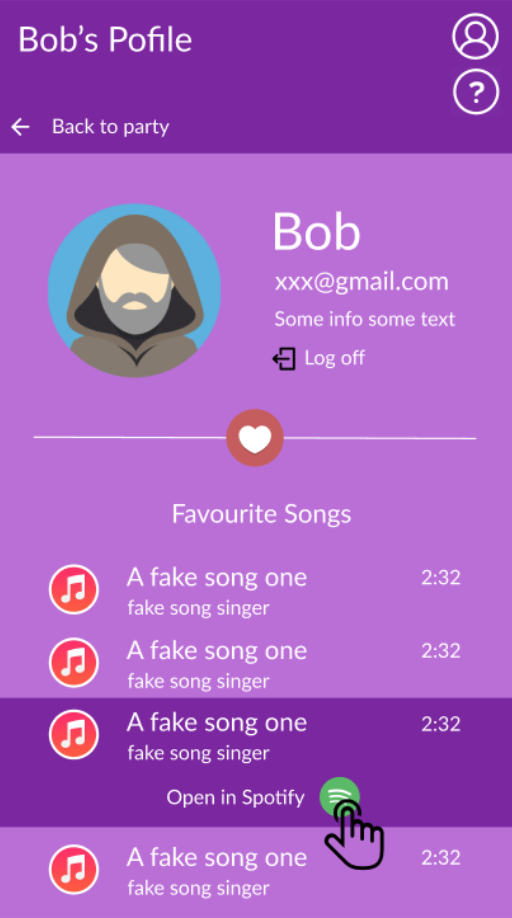 Bob's Pofile
?
Back to party
Bob
xxx@gmail.com
Some info some text
Log off
Favourite Songs
A fake song one 2:32
fake song singer
A fake song one 2:32
fake song singer
A fake song one 2:32
fake song singer
Open in Spotify
A fake song one 2:32
fake song singer